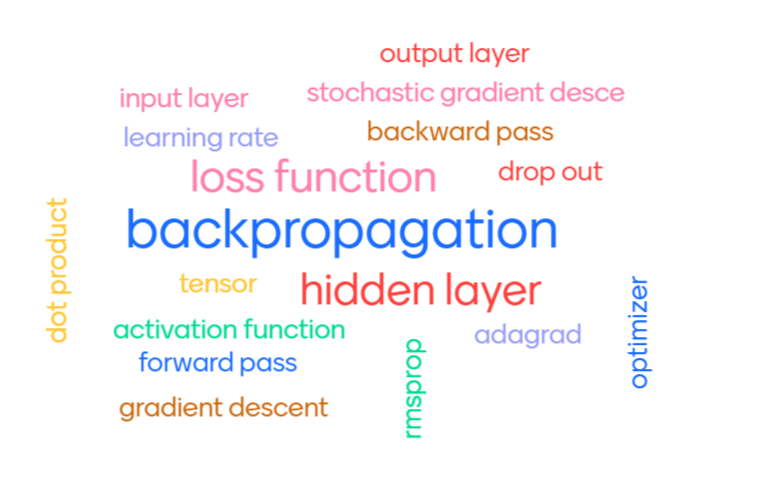 output layer
input layer
stochastic gradient desce
learning rate
backward pass
loss function
drop out
dot product
backpropagation
tensor
hidden layer
optimizer
activation function
adagrad
forward pass
rmsprop
gradient descent